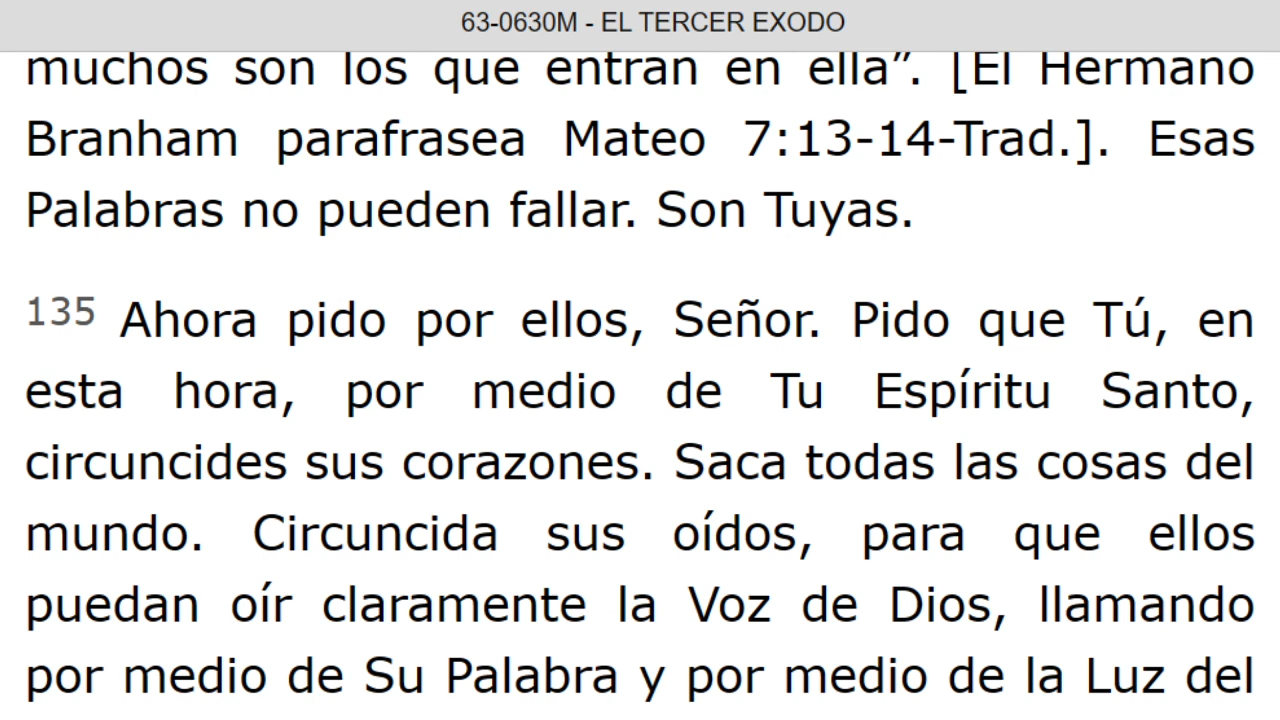 63-0630M - EL TERCER EXODO
muchos son los que entran en ella”. [El Hermano
Branham parafrasea Mateo 7:13-14-Trad.]. Esas
Palabras no pueden fallar. Son Tuyas.
135 Ahora pido por ellos, Señor. Pido que Tú, en
esta hora, por medio de Tu Espíritu Santo,
circuncides sus corazones. Saca todas las cosas del
mundo. Circuncida sus oídos, para que ellos
puedan oír claramente la Voz de Dios, llamando
por medio de Su Palabra y por medio de la Luz del